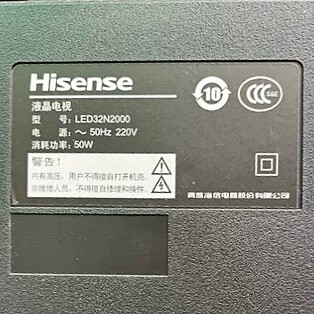 Hisense
10
CCC S&E
液晶电视
型 号: LED32N2000
电 源: ～ 50Hz 220V
消耗功率: 50W
警告!
内有高压，用户不得擅自打开机壳。
非维修人员，不得擅自修理和操作。
青岛海信电器股份有限公司